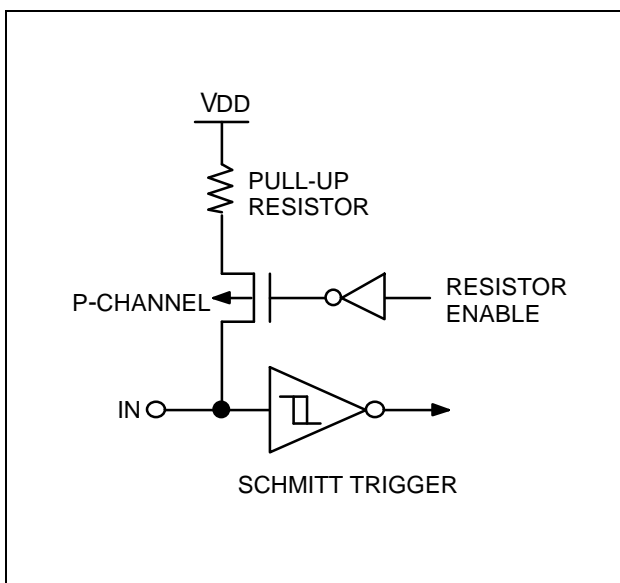 VDD
PULL-UP
RESISTOR
P-CHANNEL
RESISTOR
ENABLE
IN
SCHMITT TRIGGER